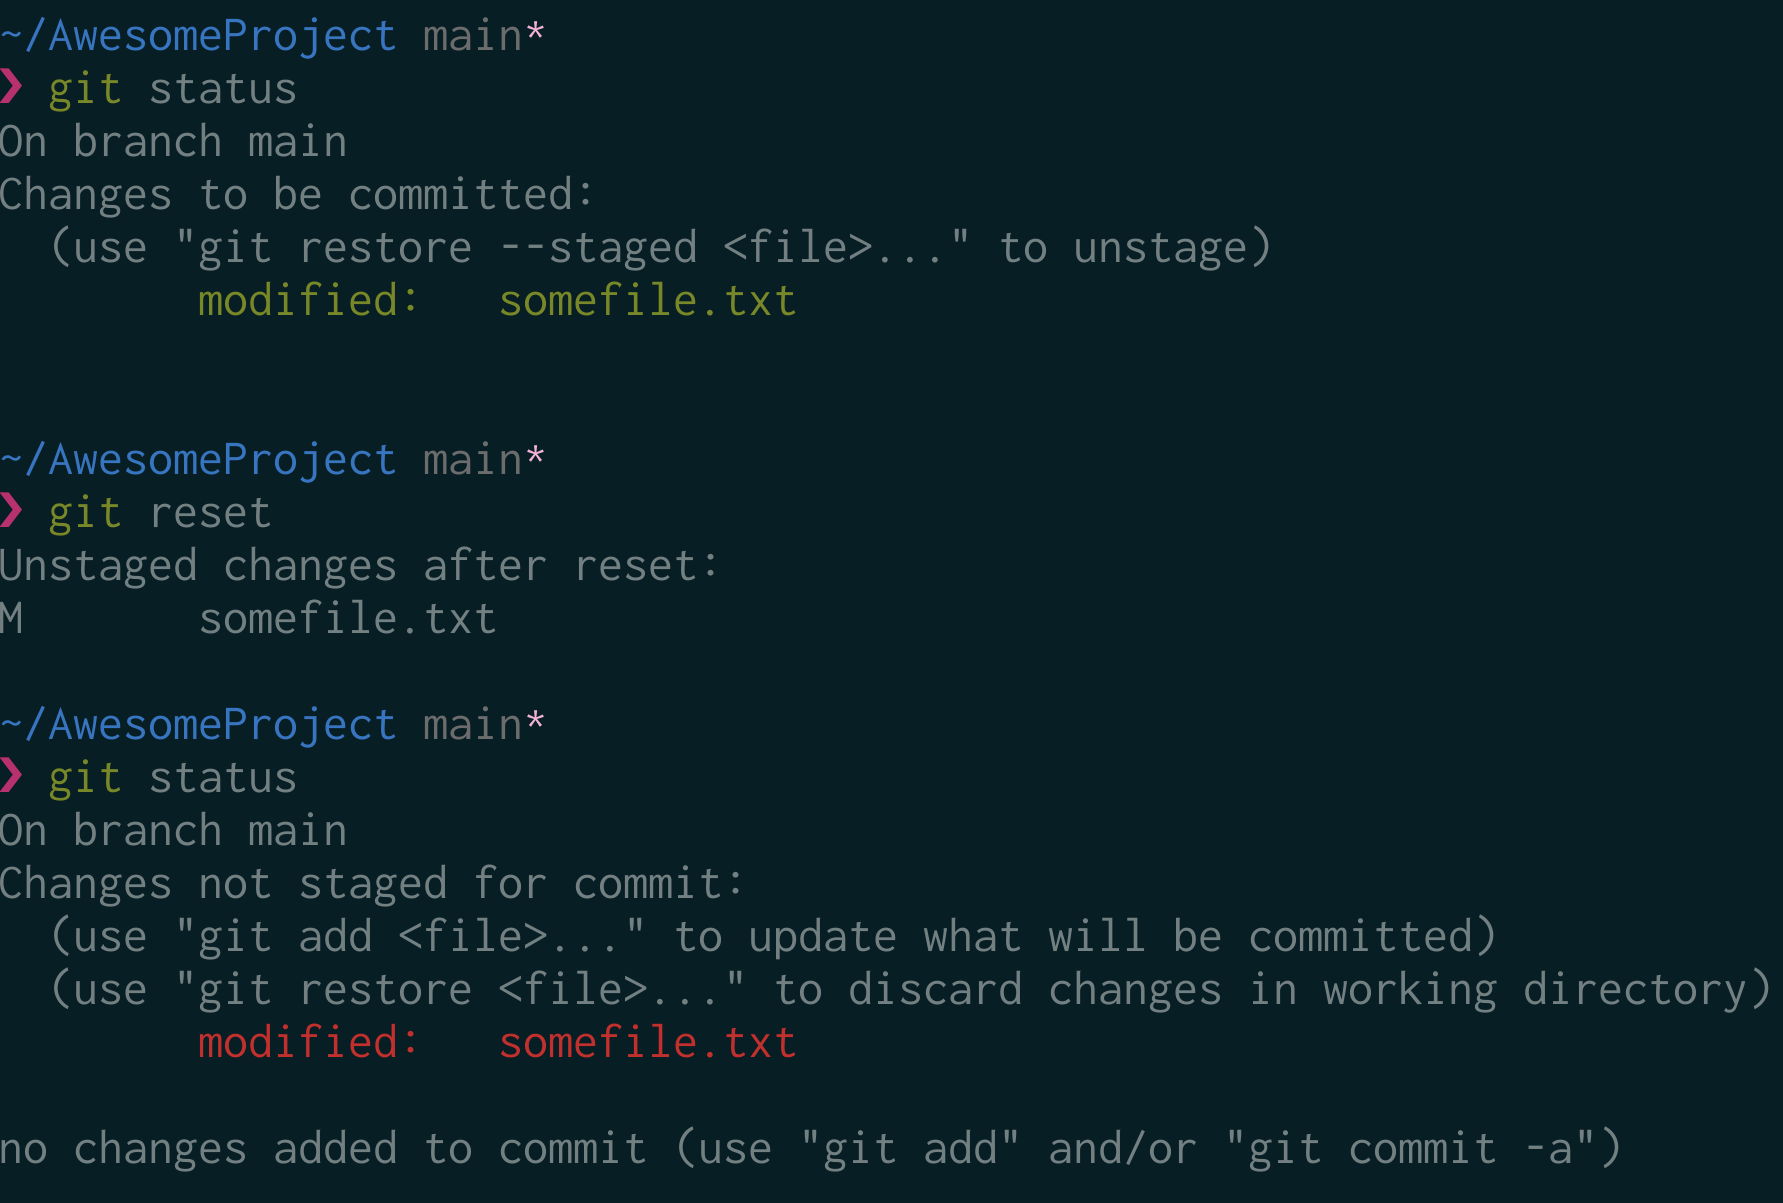 ~/AwesomeProject main*
❯ git status
On branch main
Changes to be committed:
  (use "git restore --staged <file>..." to unstage)
        modified:   somefile.txt
~/AwesomeProject main*
❯ git reset
Unstaged changes after reset:
M       somefile.txt
~/AwesomeProject main*
❯ git status
On branch main
Changes not staged for commit:
  (use "git add <file>..." to update what will be committed)
  (use "git restore <file>..." to discard changes in working directory)
        modified:   somefile.txt
no changes added to commit (use "git add" and/or "git commit -a")